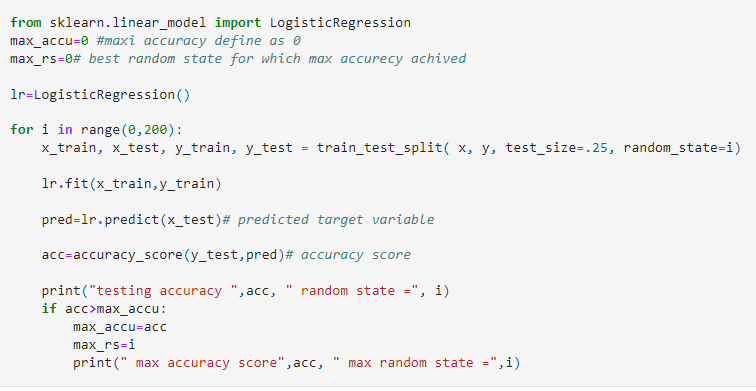 from sklearn.linear_model import LogisticRegression
max_accu=0 #maxi accuracy define as 0
max_rs=0# best random state for which max accurecy achived
lr=LogisticRegression()
for i in range(0,200):
x_train, x_test, y_train, y_test = train_test_split( x, y, test_size=.25, random_state=i)
lr.fit(x_train,y_train)
pred=lr.predict(x_test)# predicted target variable
acc=accuracy_score(y_test,pred)# accuracy score
print("testing accuracy ",acc, " random state =", i)
if acc>max_accu:
max_accu=acc
max_rs=i
print(" max accuracy score",acc, " max random state =",i)